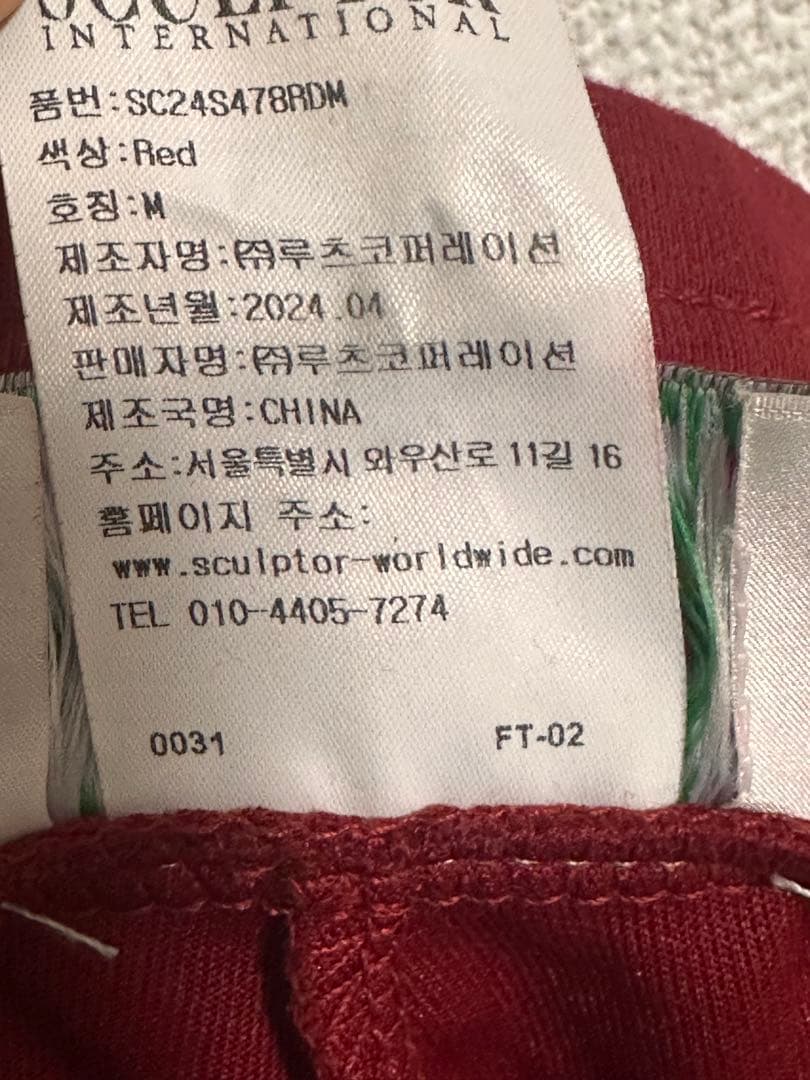 SCULPTOR
INTERNATIONAL
품번:SC24S478RDM
색상:Red
호칭:M
제조자명:㈜루츠코퍼레이션
제조년월:2024.04
판매자명:㈜루츠코퍼레이션
제조국명:CHINA
주소:서울특별시 와우산로 11길 16
홈페이지 주소:
www.sculptor-worldwide.com
TEL 010-4405-7274
0031 FT-02